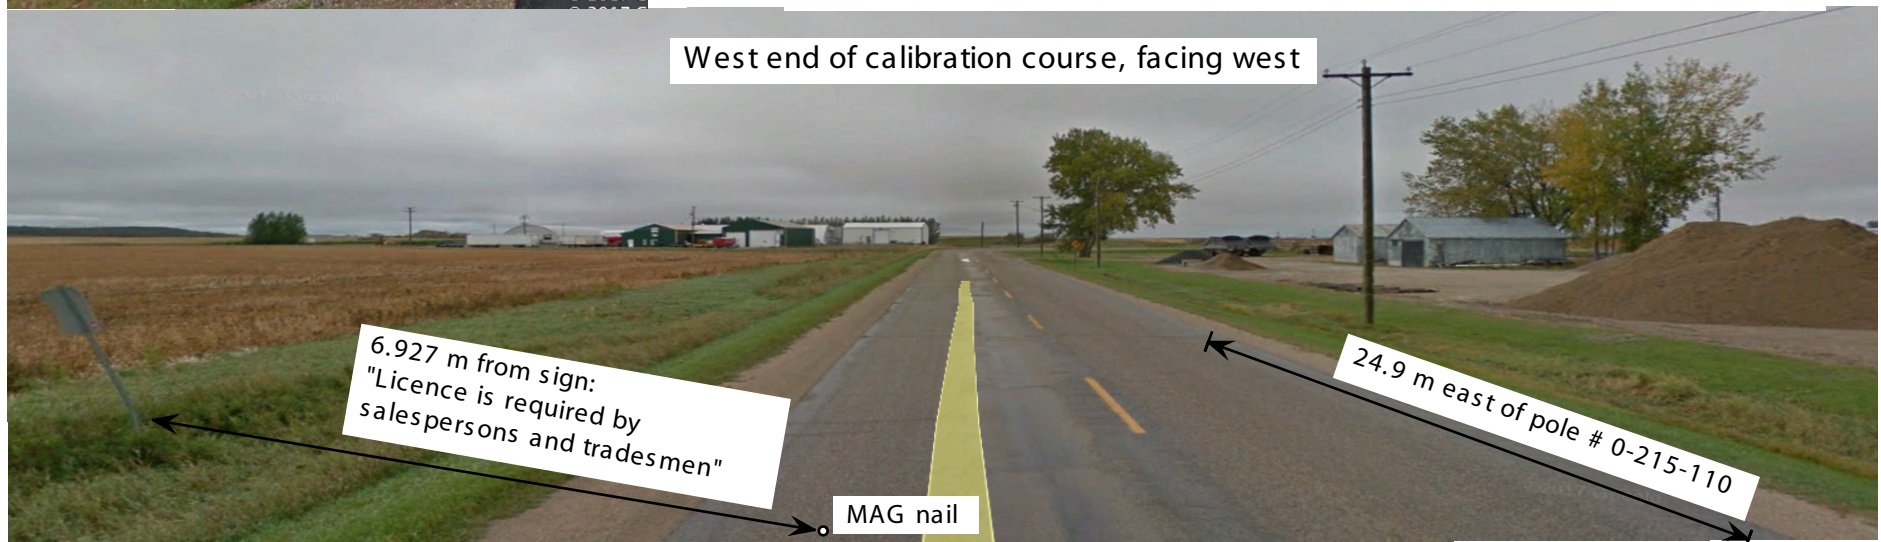 West end of calibration course, facing west
6.927 m from sign:
"Licence is required by
salespersons and tradesmen"
24.9 m east of pole # 0-215-110
MAG nail